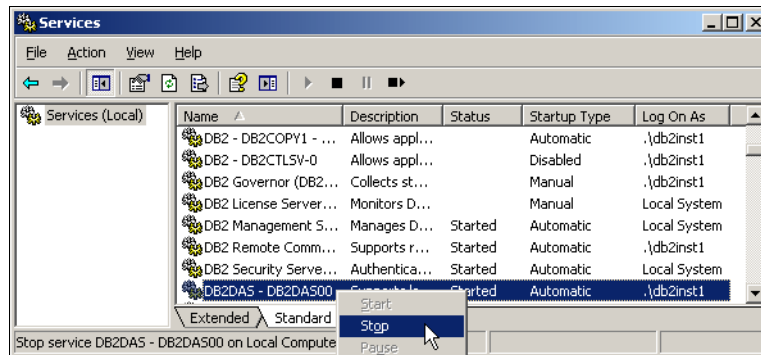 Services
File Action View Help
Services (Local)
Name Description Status Startup Type Log On As
DB2 - DB2COPY1 - ... Allows appl... Automatic .\db2inst1
DB2 - DB2CTLSV-0 Allows appl... Disabled .\db2inst1
DB2 Governor (DB2... Collects st... Manual .\db2inst1
DB2 License Server... Monitors D... Manual Local System
DB2 Management S... Manages D... Started Automatic Local System
DB2 Remote Comm... Supports r... Started Automatic .\db2inst1
DB2 Security Serve... Authentica... Started Automatic Local System
DB2DAS - DB2DAS00 Supports l... Started Automatic .\db2inst1
Start
Stop
Pause
Extended Standard
Stop service DB2DAS - DB2DAS00 on Local Compute